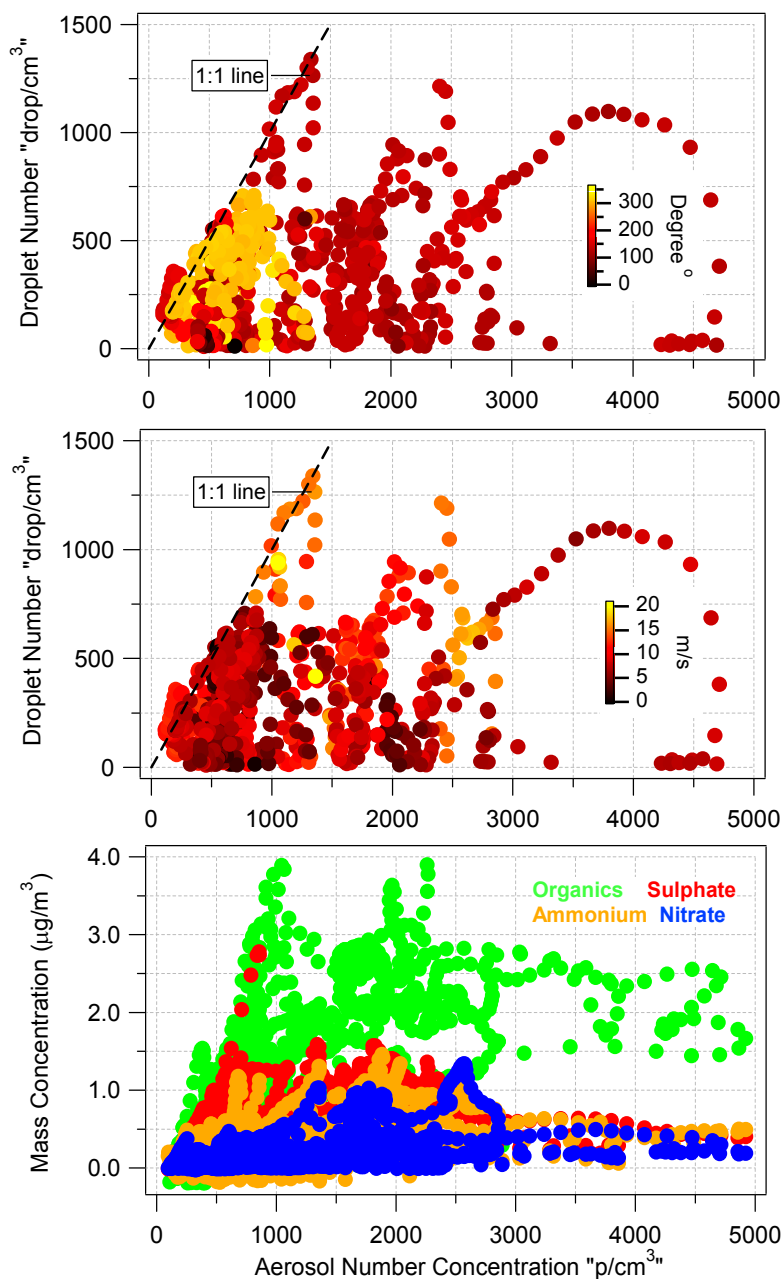 1500
1:1 line
1000
500
0
Droplet Number "drop/cm³"
300
200
100
0
Degree °
0 1000 2000 3000 4000 5000
1500
1:1 line
1000
500
0
Droplet Number "drop/cm³"
20
15
10
5
0
m/s
0 1000 2000 3000 4000 5000
4.0
3.0
2.0
1.0
0.0
Mass Concentration (µg/m³)
Organics Sulphate
Ammonium Nitrate
0 1000 2000 3000 4000 5000
Aerosol Number Concentration "p/cm³"